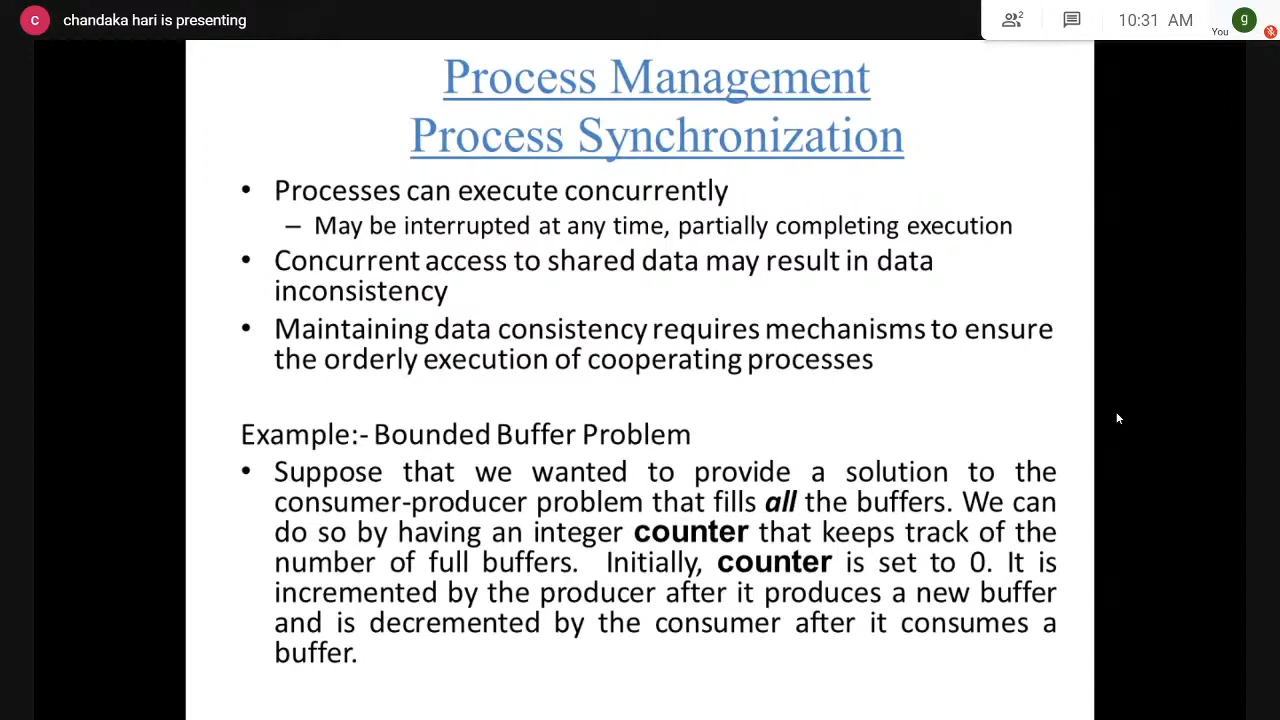 c chandaka hari is presenting
2
10:31 AM
You g
Process Management
Process Synchronization
• Processes can execute concurrently
– May be interrupted at any time, partially completing execution
• Concurrent access to shared data may result in data
inconsistency
• Maintaining data consistency requires mechanisms to ensure
the orderly execution of cooperating processes
Example:- Bounded Buffer Problem
• Suppose that we wanted to provide a solution to the
consumer-producer problem that fills all the buffers. We can
do so by having an integer counter that keeps track of the
number of full buffers. Initially, counter is set to 0. It is
incremented by the producer after it produces a new buffer
and is decremented by the consumer after it consumes a
buffer.